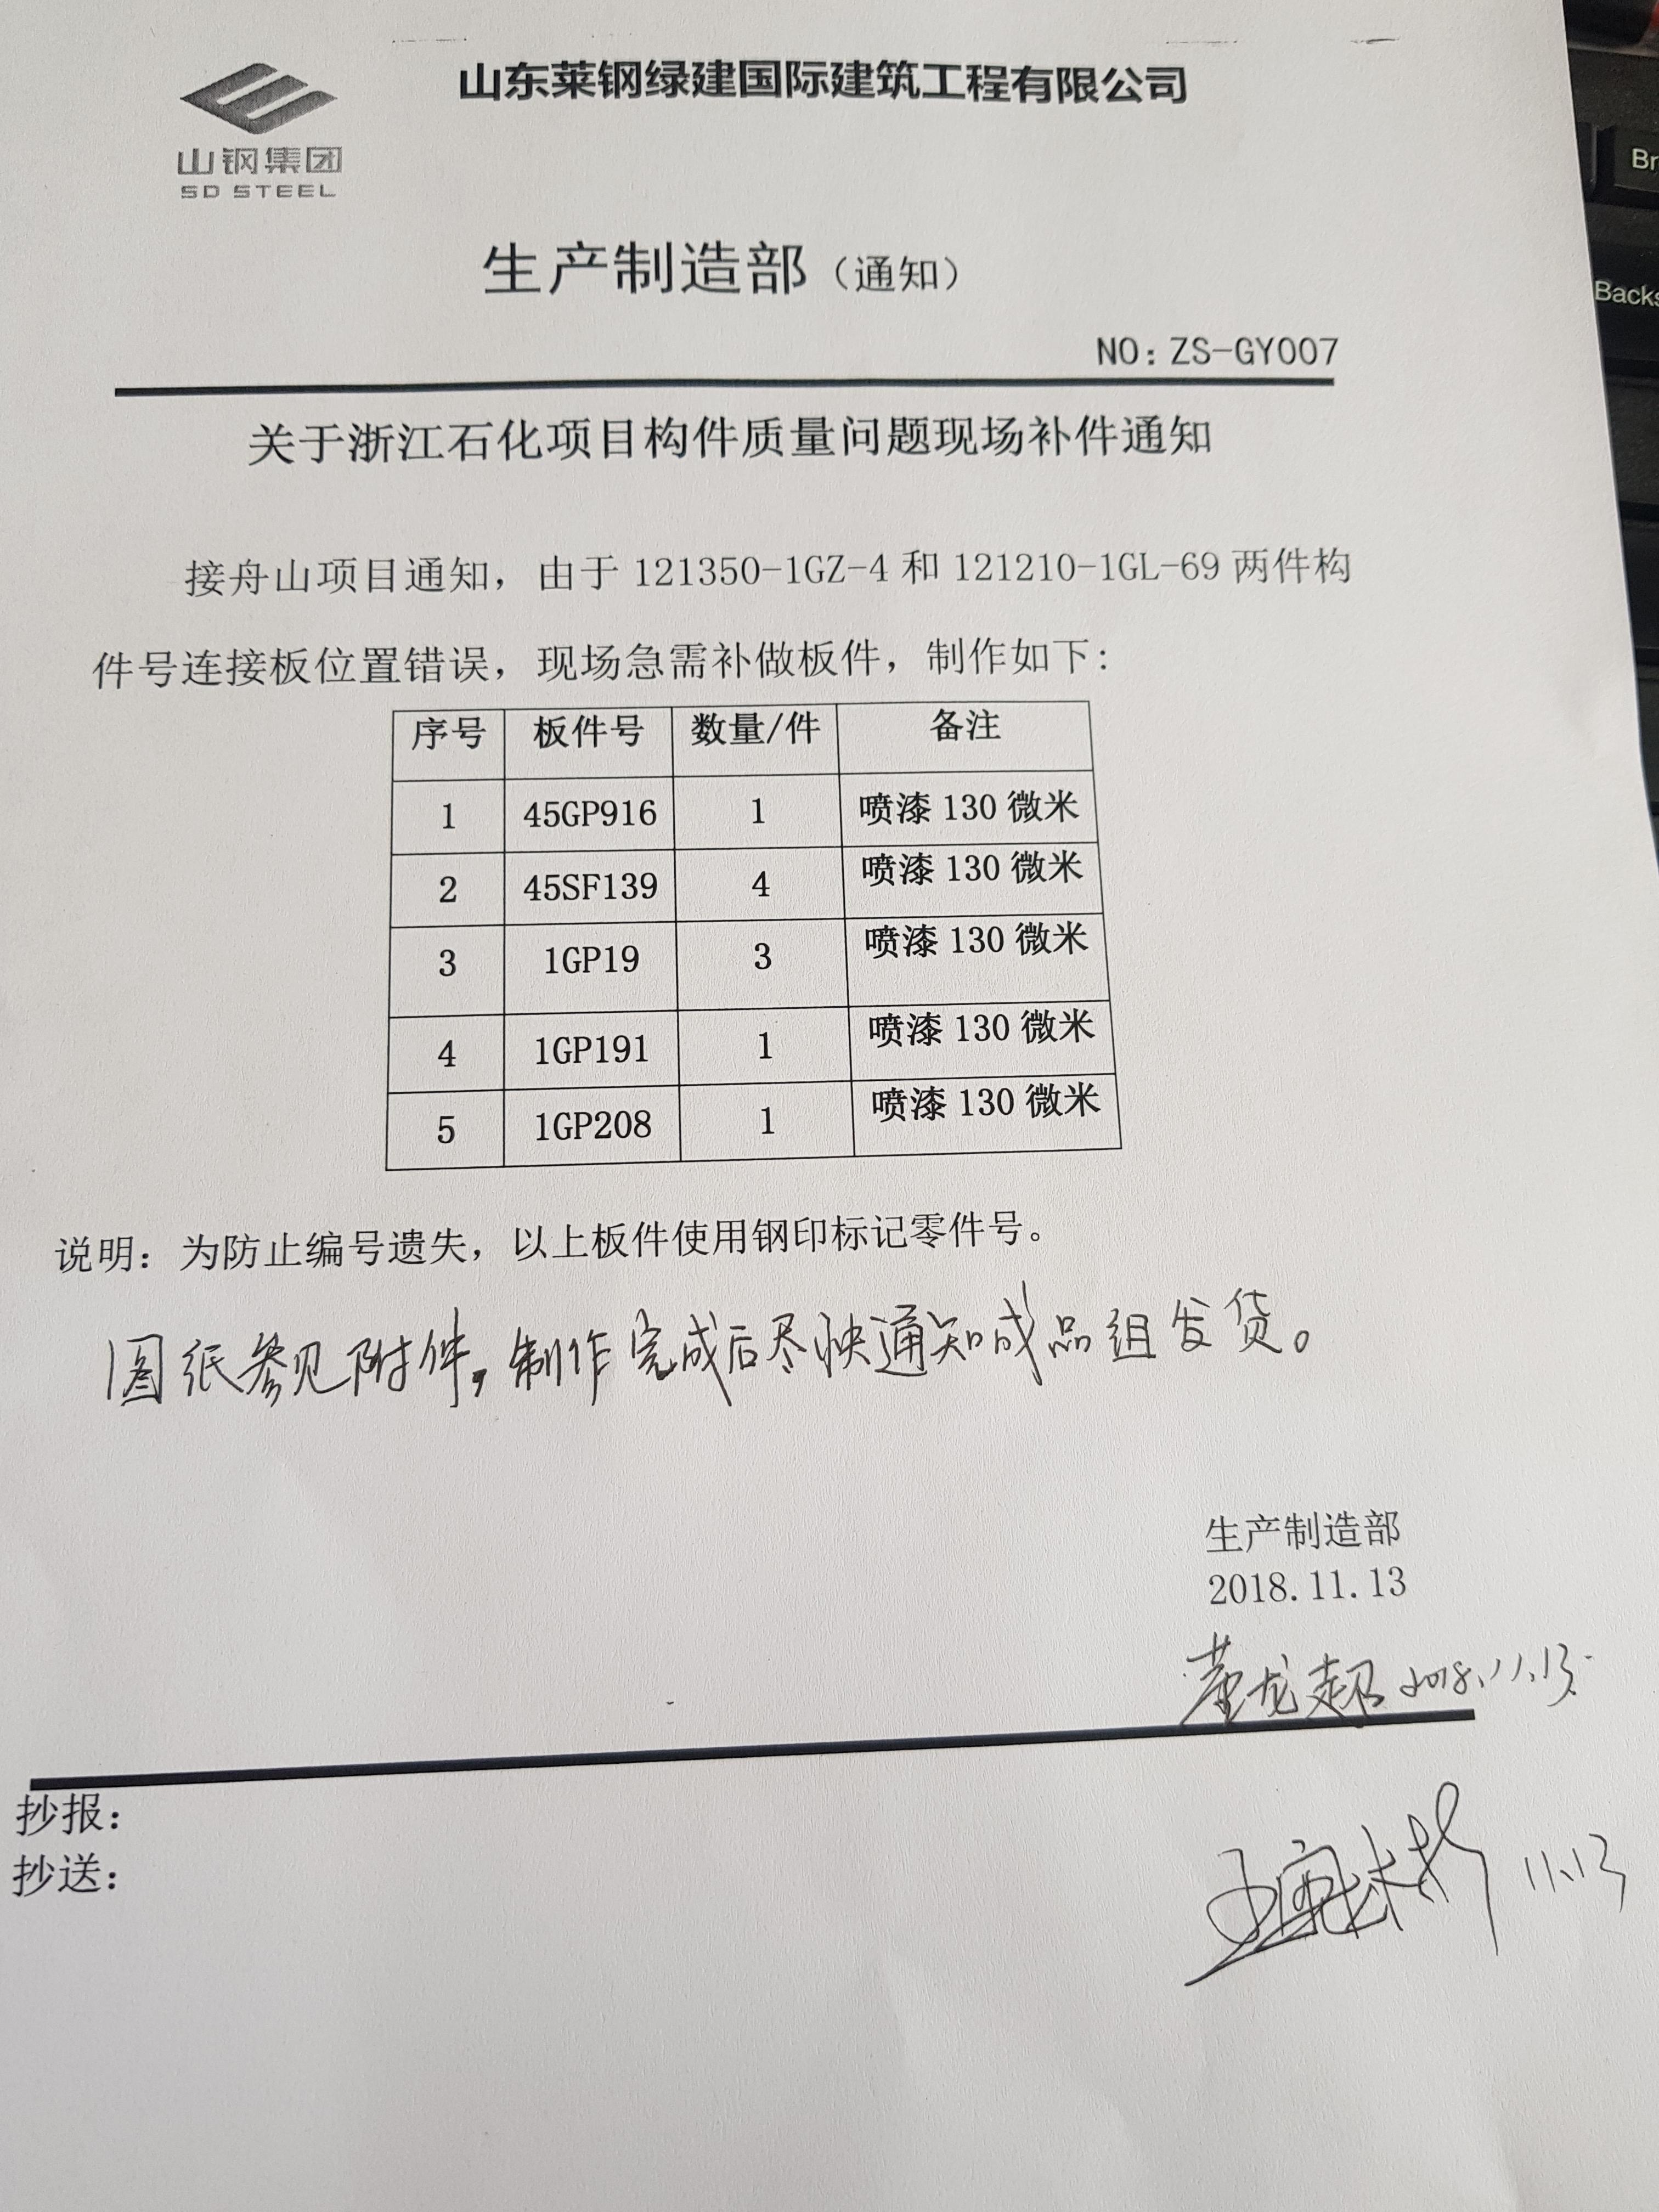 山东莱钢绿建国际建筑工程有限公司
山钢集团
SD STEEL
生产制造部（通知）
NO：ZS-GY007
关于浙江石化项目构件质量问题现场补件通知
接舟山项目通知，由于 121350-1GZ-4 和 121210-1GL-69 两件构
件号连接板位置错误，现场急需补做板件，制作如下：
序号 板件号 数量/件 备注
1 45GP916 1 喷漆 130 微米
2 45SF139 4 喷漆 130 微米
3 1GP19 3 喷漆 130 微米
4 1GP191 1 喷漆 130 微米
5 1GP208 1 喷漆 130 微米
说明：为防止编号遗失，以上板件使用钢印标记零件号。
图纸参见附件，制作完成后尽快通知成品组发货。
生产制造部
2018.11.13
董龙超 2018.11.13.
11.13
抄报：
抄送：
Br
Backs